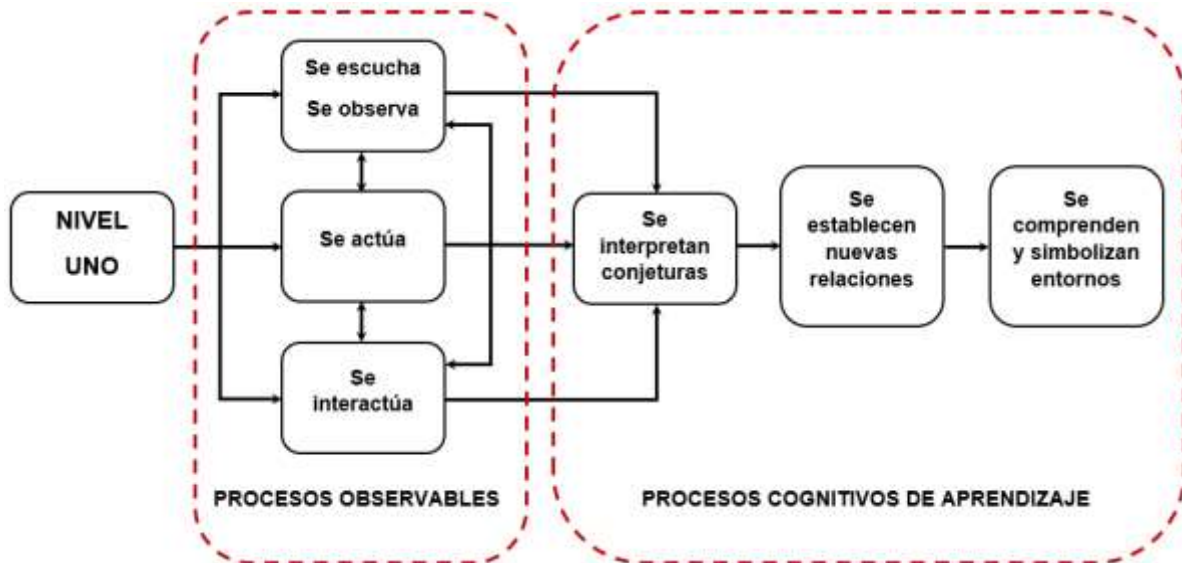 NIVEL
UNO
Se escucha
Se observa
Se actúa
Se
interactúa
PROCESOS OBSERVABLES
Se
interpretan
conjeturas
Se
establecen
nuevas
relaciones
Se
comprenden
y simbolizan
entornos
PROCESOS COGNITIVOS DE APRENDIZAJE